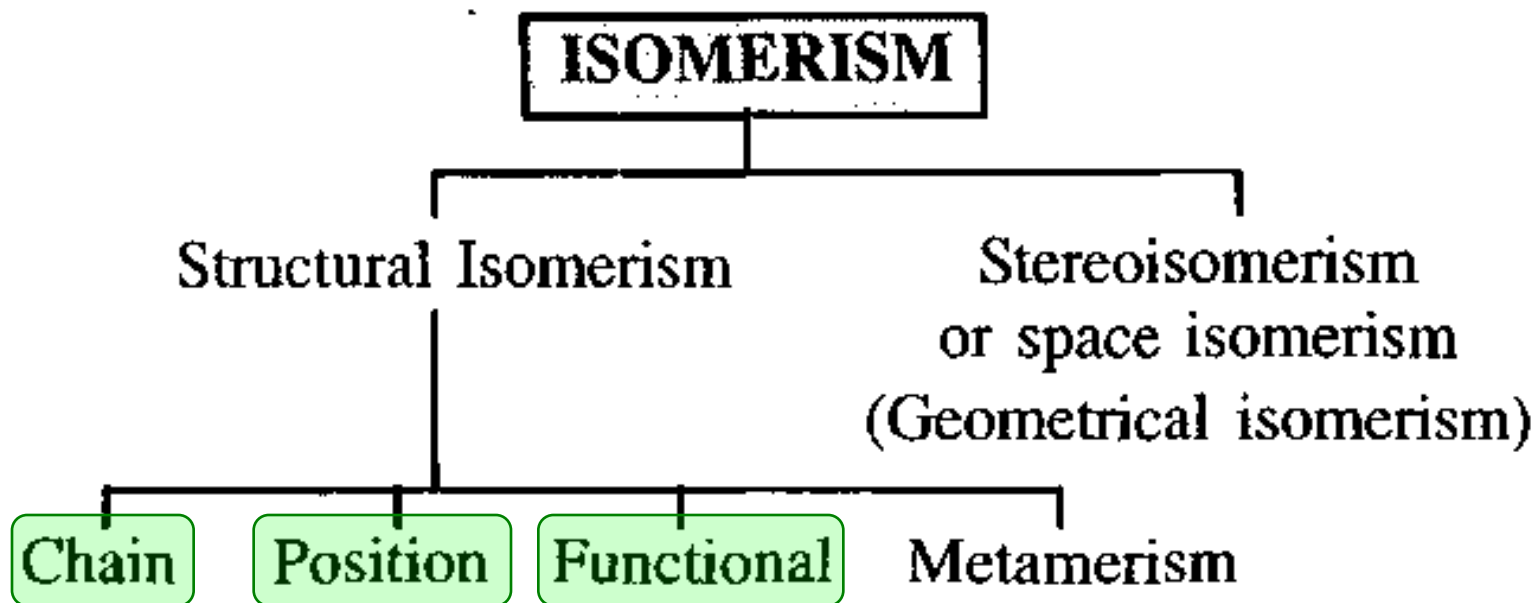 ISOMERISM
Structural Isomerism
Stereoisomerism
or space isomerism
(Geometrical isomerism)
Chain
Position
Functional
Metamerism